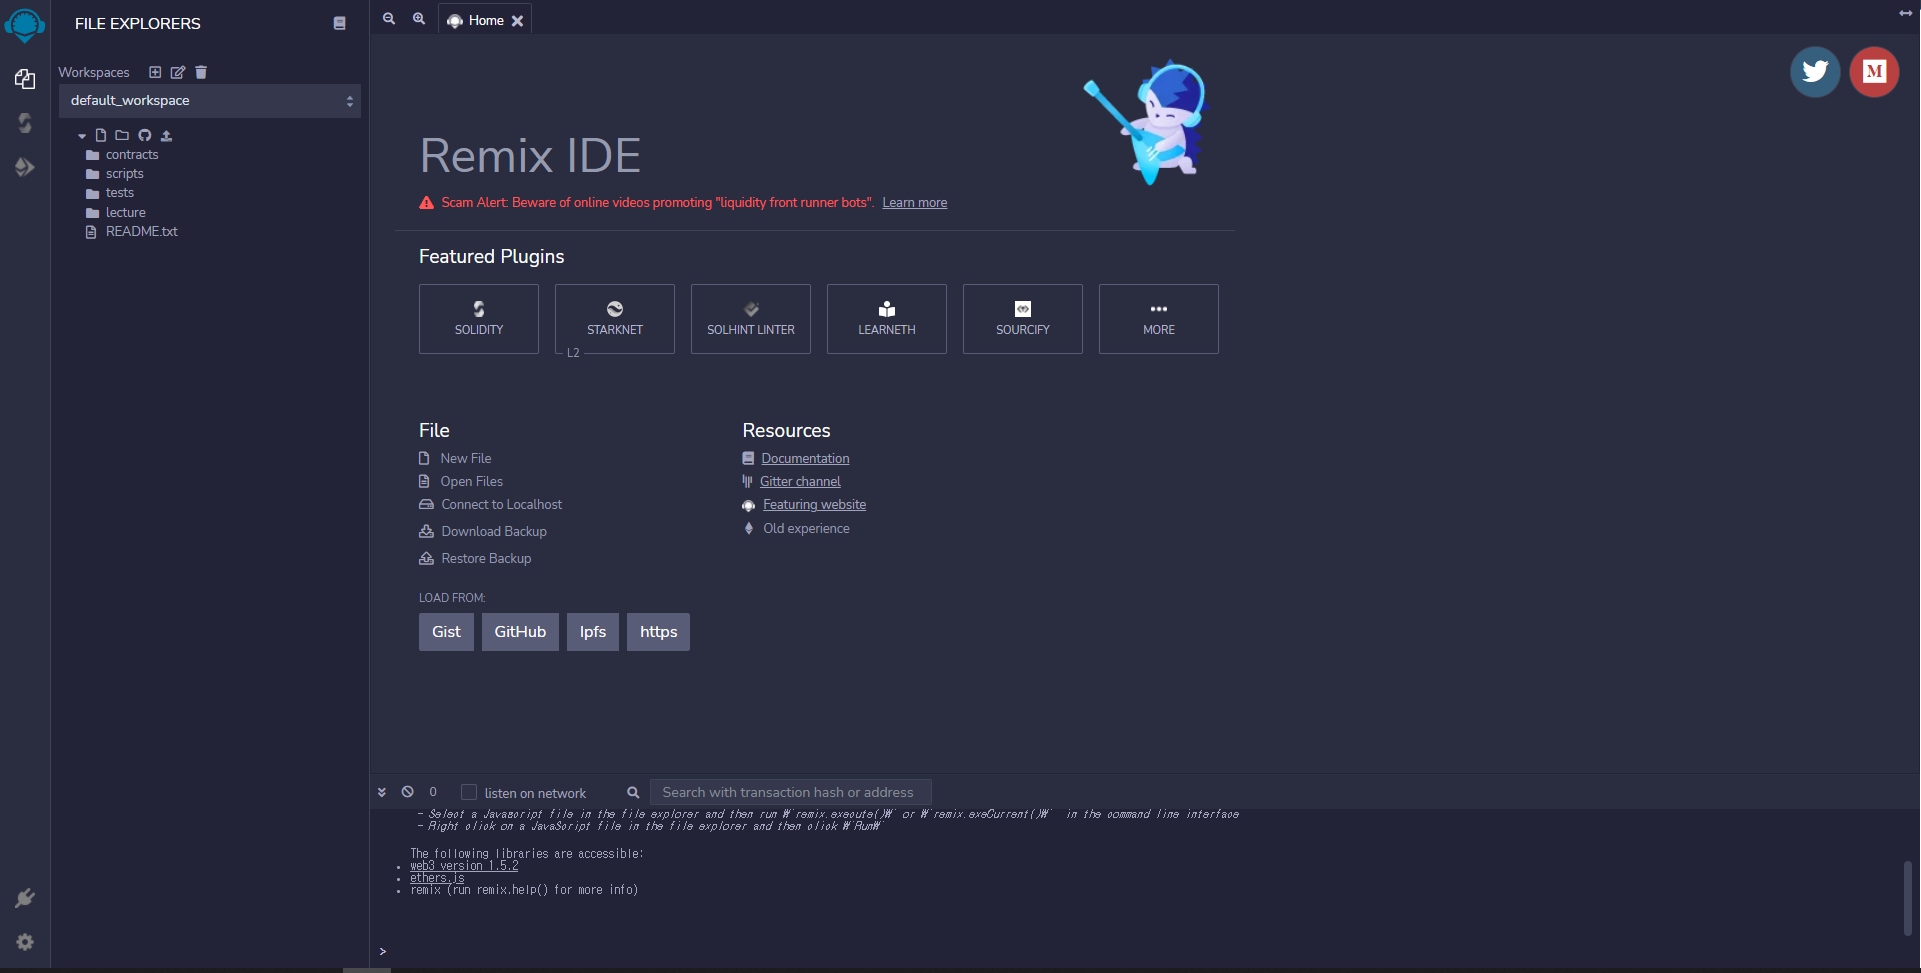 FILE EXPLORERS
Workspaces
default_workspace
contracts
scripts
tests
lecture
README.txt
Home
M
Remix IDE
Scam Alert: Beware of online videos promoting "liquidity front runner bots". Learn more
Featured Plugins
SOLIDITY
STARKNET
L2
SOLHINT LINTER
LEARNETH
SOURCIFY
MORE
File
New File
Open Files
Connect to Localhost
Download Backup
Restore Backup
LOAD FROM:
Gist
GitHub
Ipfs
https
Resources
Documentation
Gitter channel
Featuring website
Old experience
0
listen on network
Search with transaction hash or address
- Select a Javascript file in the file explorer and then run ₩`remix.execute()₩` or ₩`remix.exeCurrent()₩` in the command line interface
- Right click on a JavaScript file in the file explorer and then click ₩`Run₩`
The following libraries are accessible:
• web3 version 1.5.2
• ethers.js
• remix (run remix.help() for more info)
>